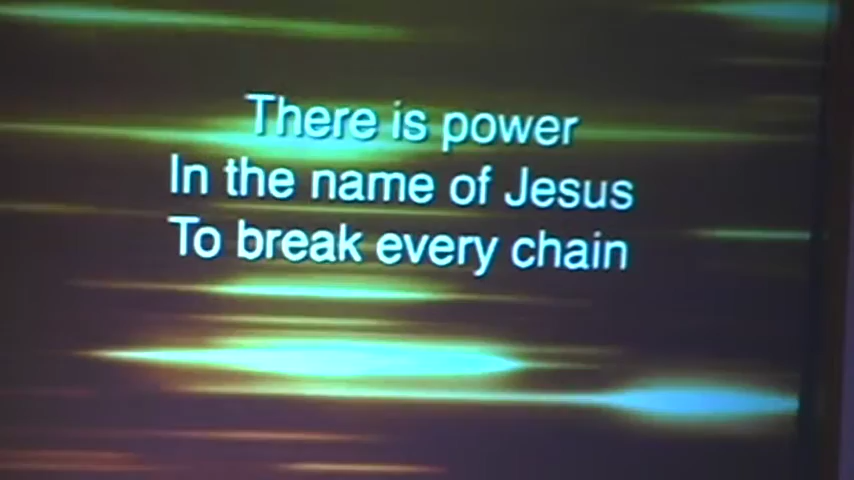 There is power
In the name of Jesus
To break every chain